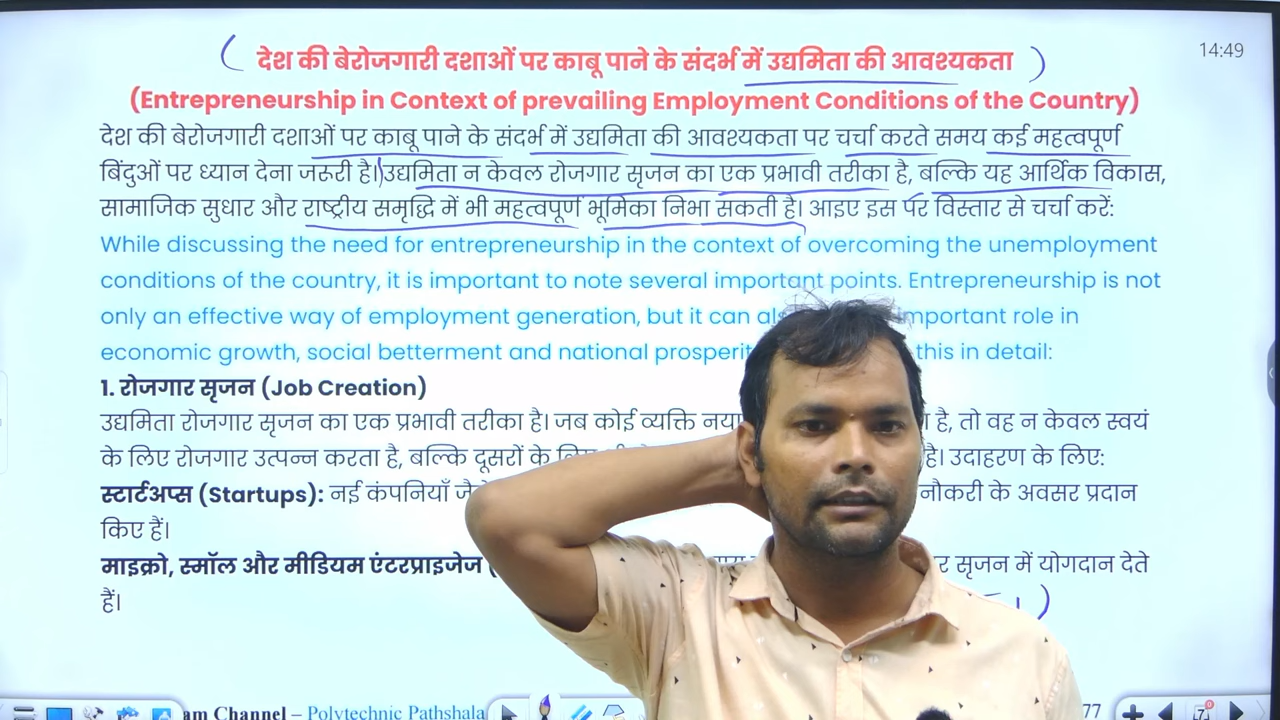 14:49
देश की बेरोजगारी दशाओं पर काबू पाने के संदर्भ में उद्यमिता की आवश्यकता
(Entrepreneurship in Context of prevailing Employment Conditions of the Country)
देश की बेरोजगारी दशाओं पर काबू पाने के संदर्भ में उद्यमिता की आवश्यकता पर चर्चा करते समय कई महत्वपूर्ण
बिंदुओं पर ध्यान देना जरूरी है। उद्यमिता न केवल रोजगार सृजन का एक प्रभावी तरीका है, बल्कि यह आर्थिक विकास,
सामाजिक सुधार और राष्ट्रीय समृद्धि में भी महत्वपूर्ण भूमिका निभा सकती है। आइए इस पर विस्तार से चर्चा करें:
While discussing the need for entrepreneurship in the context of overcoming the unemployment
conditions of the country, it is important to note several important points. Entrepreneurship is not
only an effective way of employment generation, but it can important role in
economic growth, social betterment and national this in detail:
1. रोजगार सृजन (Job Creation)
उद्यमिता रोजगार सृजन का एक प्रभावी तरीका है। जब कोई व्यक्ति है, तो वह न केवल स्वयं
के लिए रोजगार उत्पन्न करता है, बल्कि दूसरों के है। उदाहरण के लिए:
स्टार्टअप्स (Startups): नई कंपनियाँ नौकरी के अवसर प्रदान
किए हैं।
माइक्रो, स्मॉल और मीडियम एंटरप्राइजेज सृजन में योगदान देते
हैं।
Channel – Polytechnic Pathshala 77